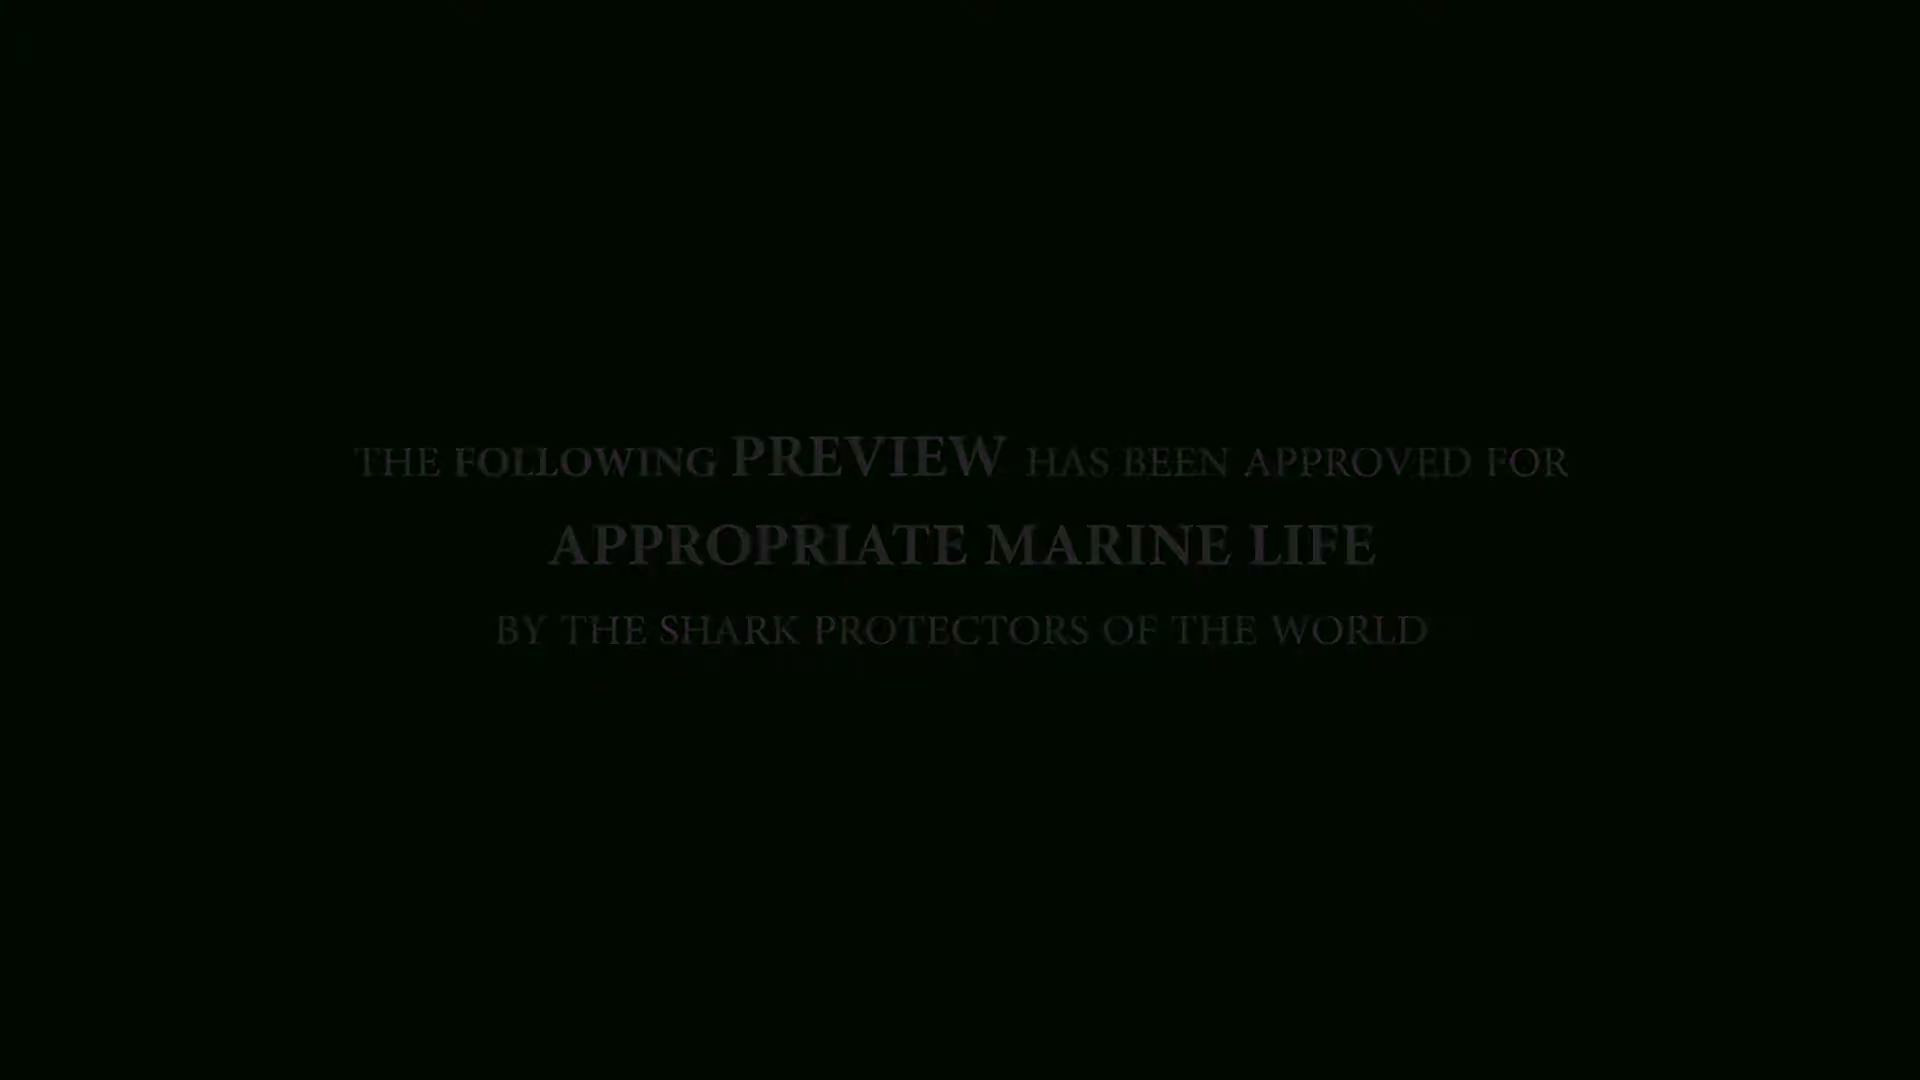 THE FOLLOWING PREVIEW HAS BEEN APPROVED FOR
APPROPRIATE MARINE LIFE
BY THE SHARK PROTECTORS OF THE WORLD